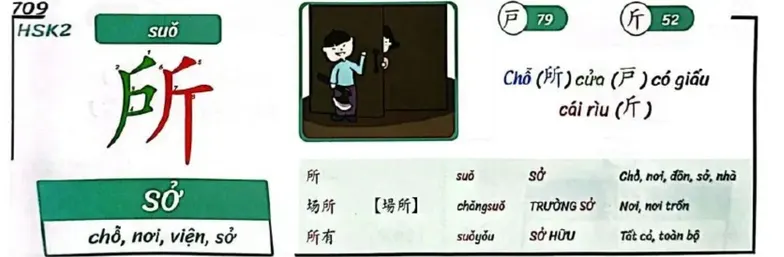 709
HSK2
suǒ
所
SỞ
chỗ, nơi, viện, sở
戶 79
斤 52
Chỗ (所) cửa (戶) có giấu
cái rìu (斤)
所 suǒ SỞ Chỗ, nơi, đồn, sở, nhà
场所 【場所】 chǎngsuǒ TRƯỜNG SỞ Nơi, nơi trốn
所有 suǒyǒu SỞ HỮU Tất cả, toàn bộ